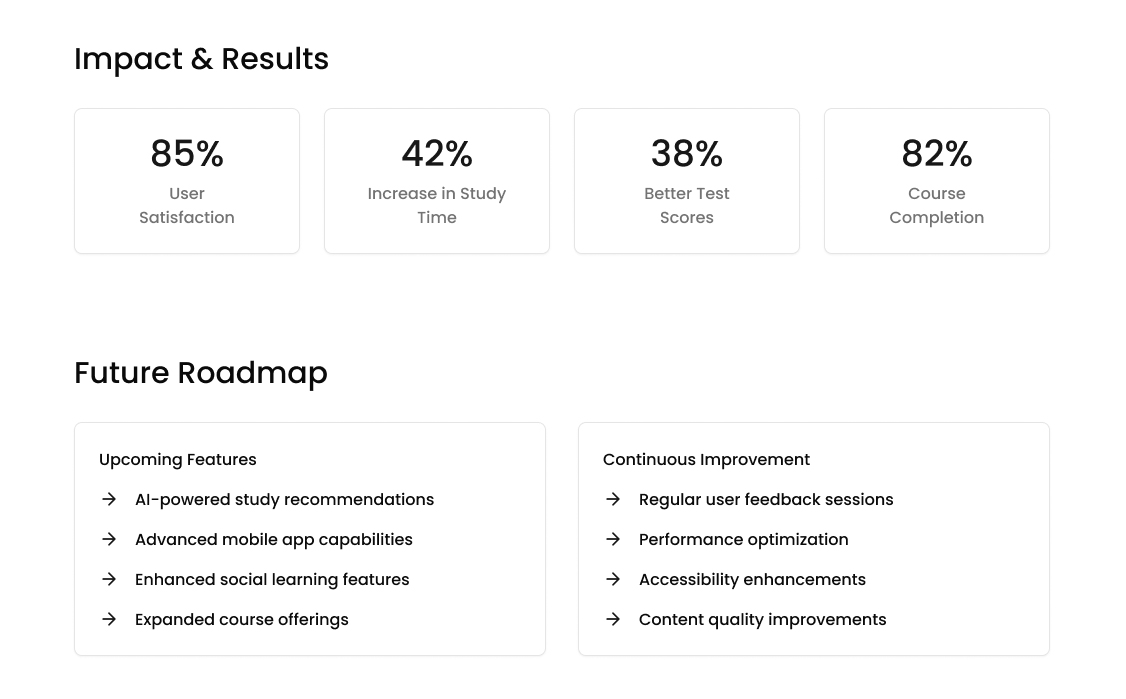 Impact & Results
85%
User
Satisfaction
42%
Increase in Study
Time
38%
Better Test
Scores
82%
Course
Completion
Future Roadmap
Upcoming Features
→ AI-powered study recommendations
→ Advanced mobile app capabilities
→ Enhanced social learning features
→ Expanded course offerings
Continuous Improvement
→ Regular user feedback sessions
→ Performance optimization
→ Accessibility enhancements
→ Content quality improvements